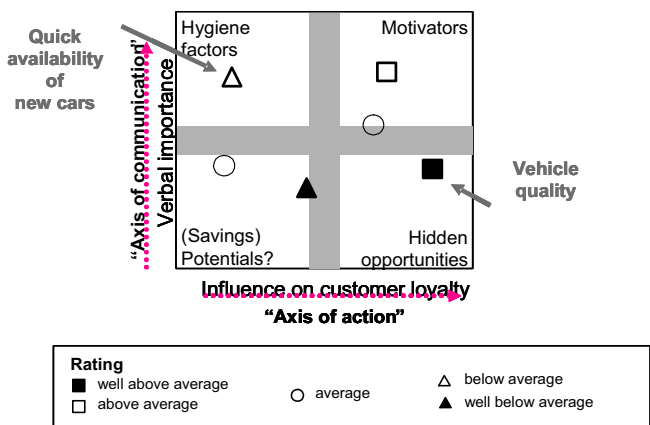 Quick
availability
of
new cars
"Axis of communication"
Verbal importance
Hygiene
factors
Motivators
(Savings)
Potentials?
Hidden
opportunities
Vehicle
quality
Influence on customer loyalty
"Axis of action"
Rating
well above average
above average
average
below average
well below average